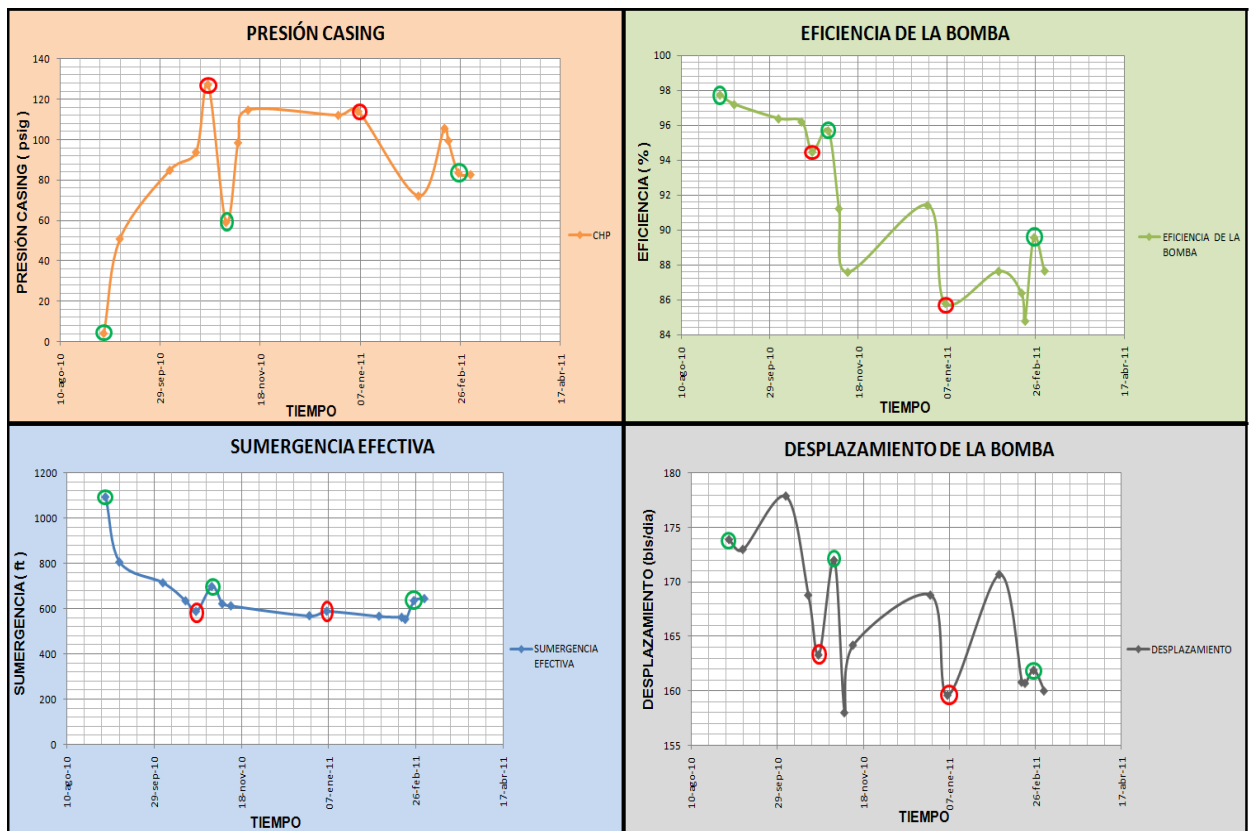 PRESIÓN CASING
140
120
100
80
60
40
20
0
PRESIÓN CASING ( psig )
10-ago-10
29-sep-10
18-nov-10
07-ene-11
26-feb-11
17-abr-11
TIEMPO
CHP
EFICIENCIA DE LA BOMBA
100
98
96
94
92
90
88
86
84
EFICIENCIA ( % )
10-ago-10
29-sep-10
18-nov-10
07-ene-11
26-feb-11
17-abr-11
TIEMPO
EFICIENCIA DE LA
BOMBA
SUMERGENCIA EFECTIVA
1200
1000
800
600
400
200
0
SUMERGENCIA ( ft )
10-ago-10
29-sep-10
18-nov-10
07-ene-11
26-feb-11
17-abr-11
TIEMPO
SUMERGENCIA
EFECTIVA
DESPLAZAMIENTO DE LA BOMBA
180
175
170
165
160
155
DESPLAZAMIENTO (bls/dia)
10-ago-10
29-sep-10
18-nov-10
07-ene-11
26-feb-11
17-abr-11
TIEMPO
DESPLAZAMIENTO